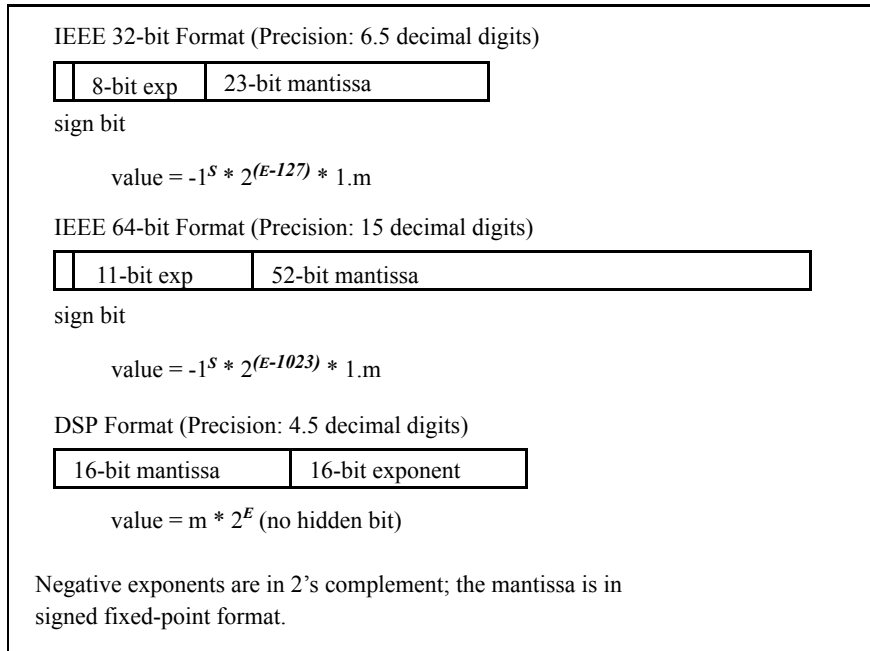 IEEE 32-bit Format (Precision: 6.5 decimal digits)
8-bit exp 23-bit mantissa
sign bit
value = -1^S * 2^(E-127) * 1.m
IEEE 64-bit Format (Precision: 15 decimal digits)
11-bit exp 52-bit mantissa
sign bit
value = -1^S * 2^(E-1023) * 1.m
DSP Format (Precision: 4.5 decimal digits)
16-bit mantissa 16-bit exponent
value = m * 2^E (no hidden bit)
Negative exponents are in 2’s complement; the mantissa is in
signed fixed-point format.